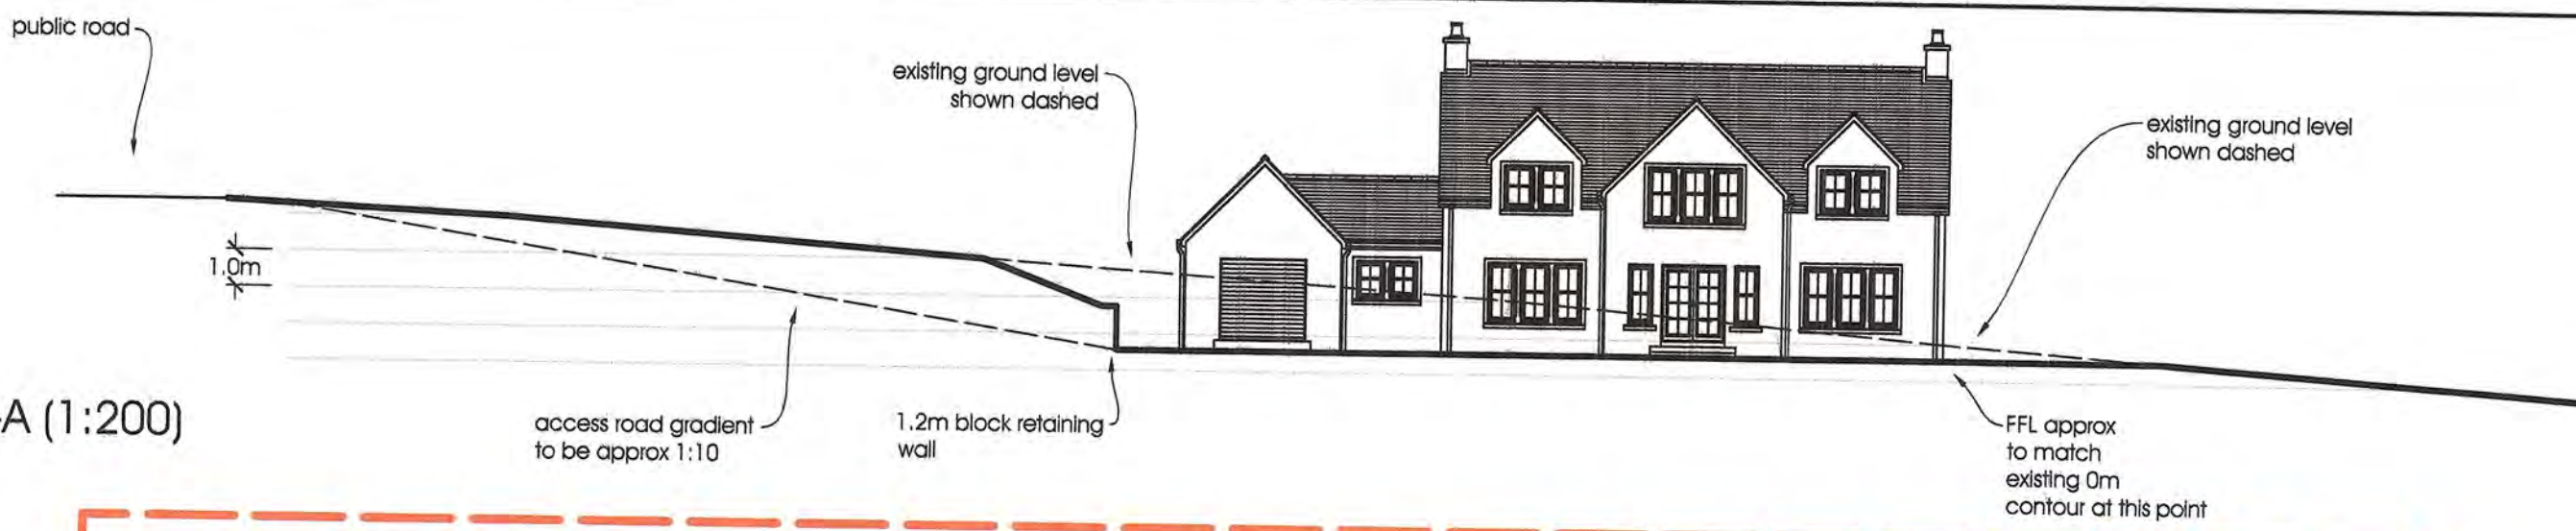 public road
existing ground level
shown dashed
existing ground level
shown dashed
1.0m
-A (1:200)
access road gradient
to be approx 1:10
1.2m block retaining
wall
FFL approx
to match
existing 0m
contour at this point